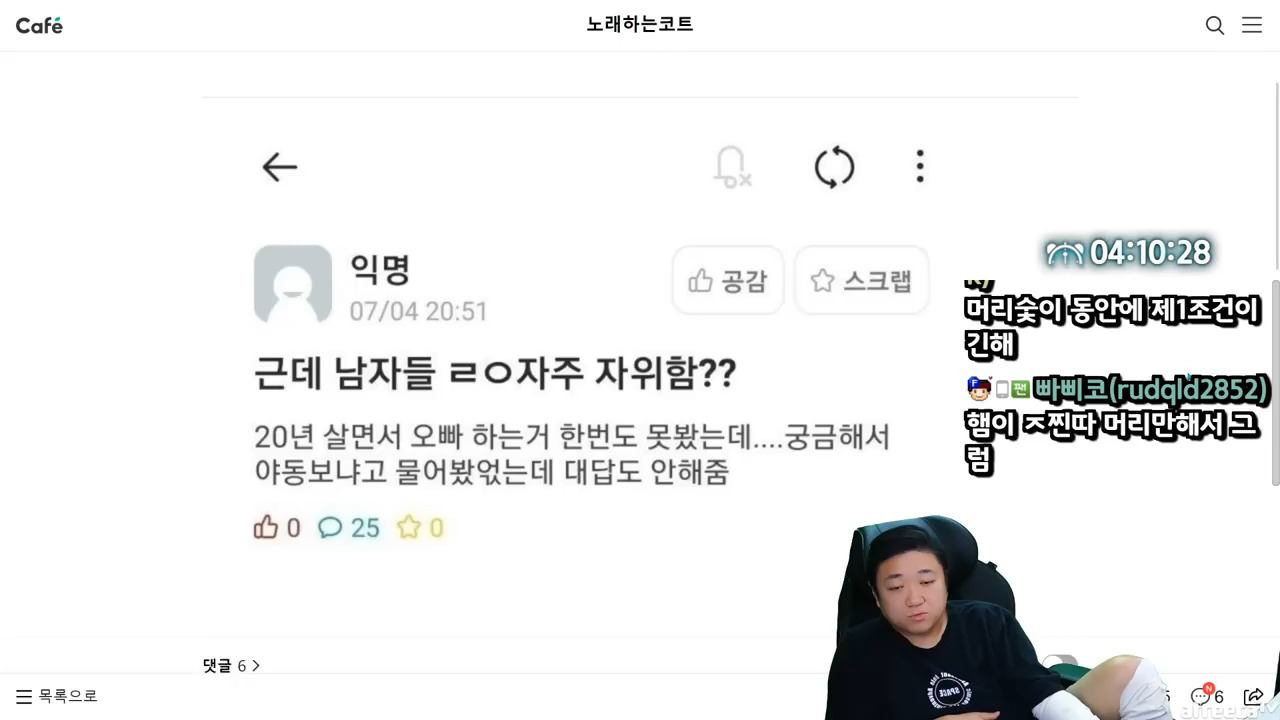 Café
노래하는코트
익명
07/04 20:51
공감
스크랩
근데 남자들 ㄹㅇ자주 자위함??
20년 살면서 오빠 하는거 한번도 못봤는데....궁금해서
야동보냐고 물어봤었는데 대답도 안해줌
0 25 0
댓글 6
목록으로
04:10:28
머리숯이 동안에 제1조건이
긴해
팬 빠삐코(rudqld2852)
햄이 ㅈ찐따 머리만해서 그
럼
SPACE
N
6
afreecaTV